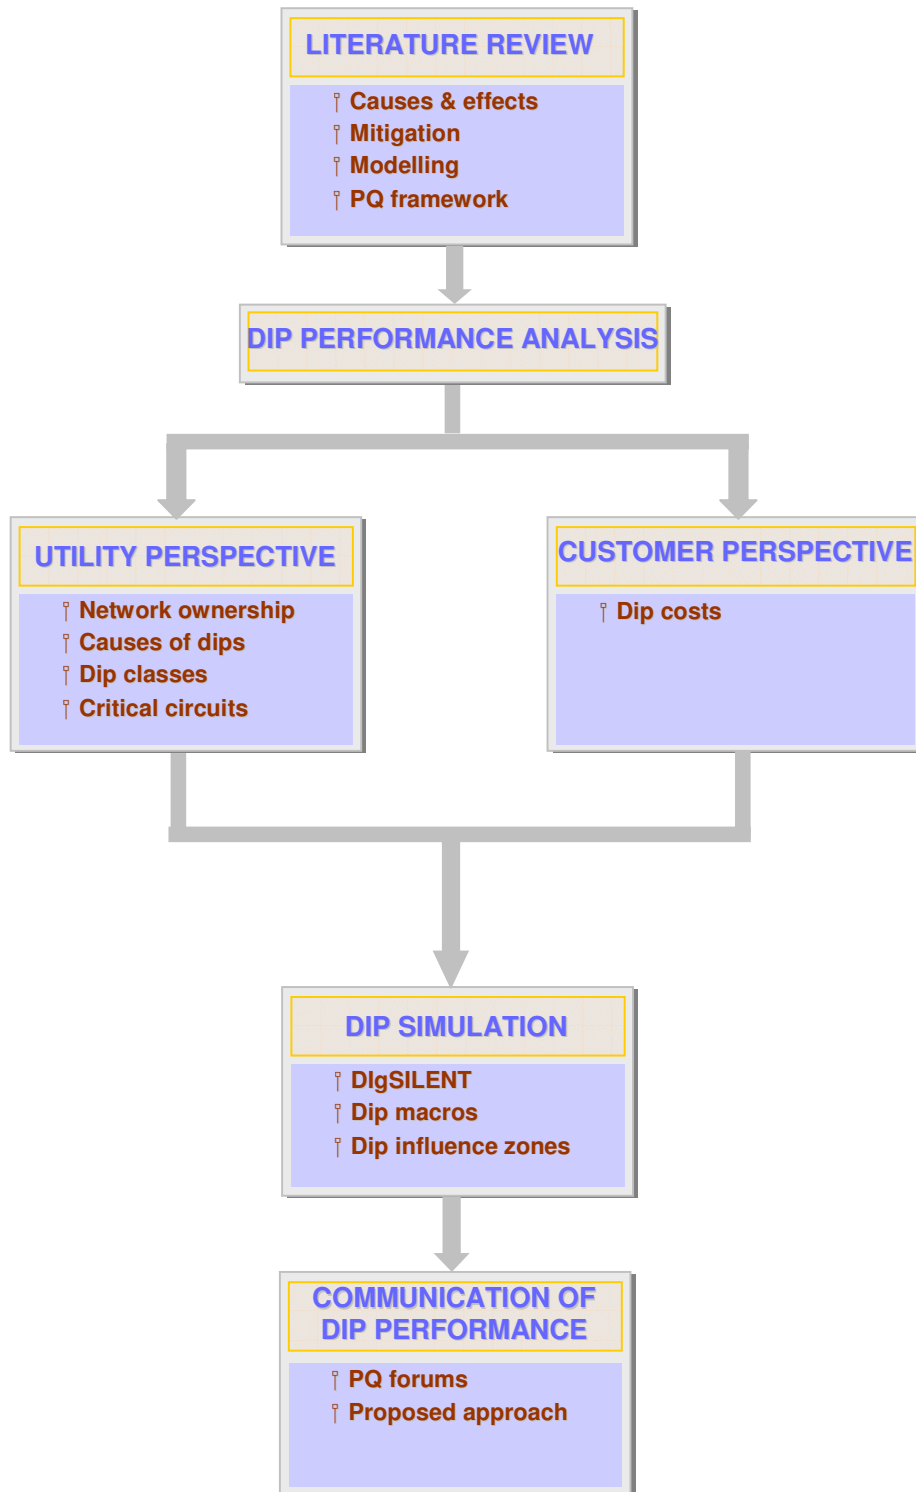 LITERATURE REVIEW
Causes & effects
Mitigation
Modelling
PQ framework
DIP PERFORMANCE ANALYSIS
UTILITY PERSPECTIVE
Network ownership
Causes of dips
Dip classes
Critical circuits
CUSTOMER PERSPECTIVE
Dip costs
DIP SIMULATION
DIgSILENT
Dip macros
Dip influence zones
COMMUNICATION OF
DIP PERFORMANCE
PQ forums
Proposed approach